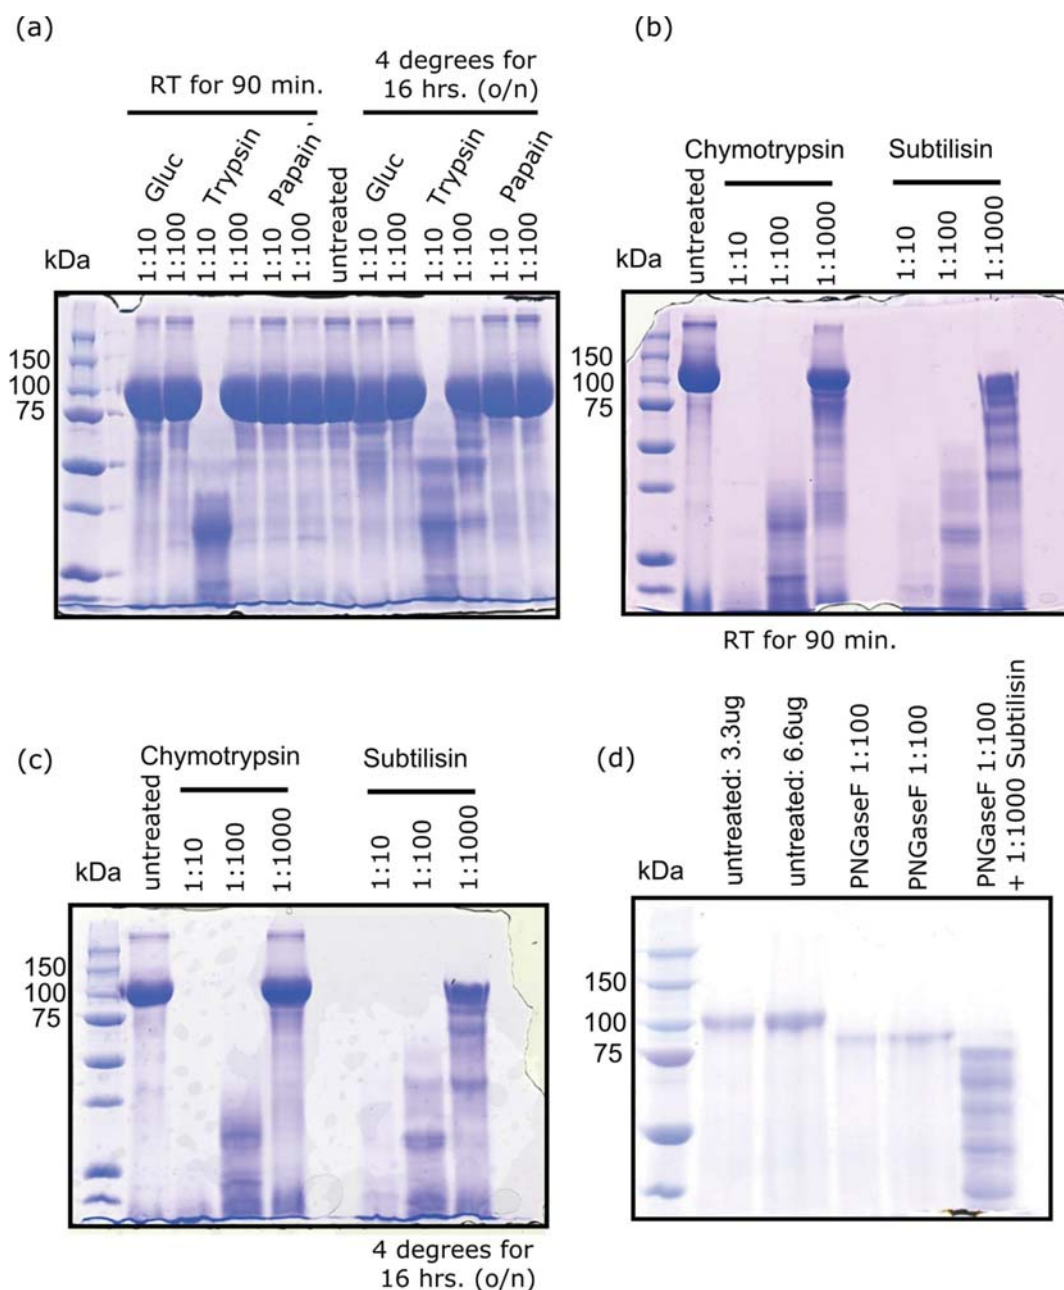 (a)
RT for 90 min.
4 degrees for
16 hrs. (o/n)
Gluc
Trypsin
Papain
untreated
Gluc
Trypsin
Papain
kDa
1:10
1:100
1:10
1:100
1:10
1:100
1:10
1:100
1:10
1:100
1:10
1:100
150
100
75
(b)
Chymotrypsin
Subtilisin
kDa
untreated
1:10
1:100
1:1000
1:10
1:100
1:1000
150
100
75
RT for 90 min.
(c)
Chymotrypsin
Subtilisin
kDa
untreated
1:10
1:100
1:1000
1:10
1:100
1:1000
150
100
75
4 degrees for
16 hrs. (o/n)
(d)
kDa
untreated: 3.3ug
untreated: 6.6ug
PNGaseF 1:100
PNGaseF 1:100
PNGaseF 1:100
+ 1:1000 Subtilisin
150
100
75